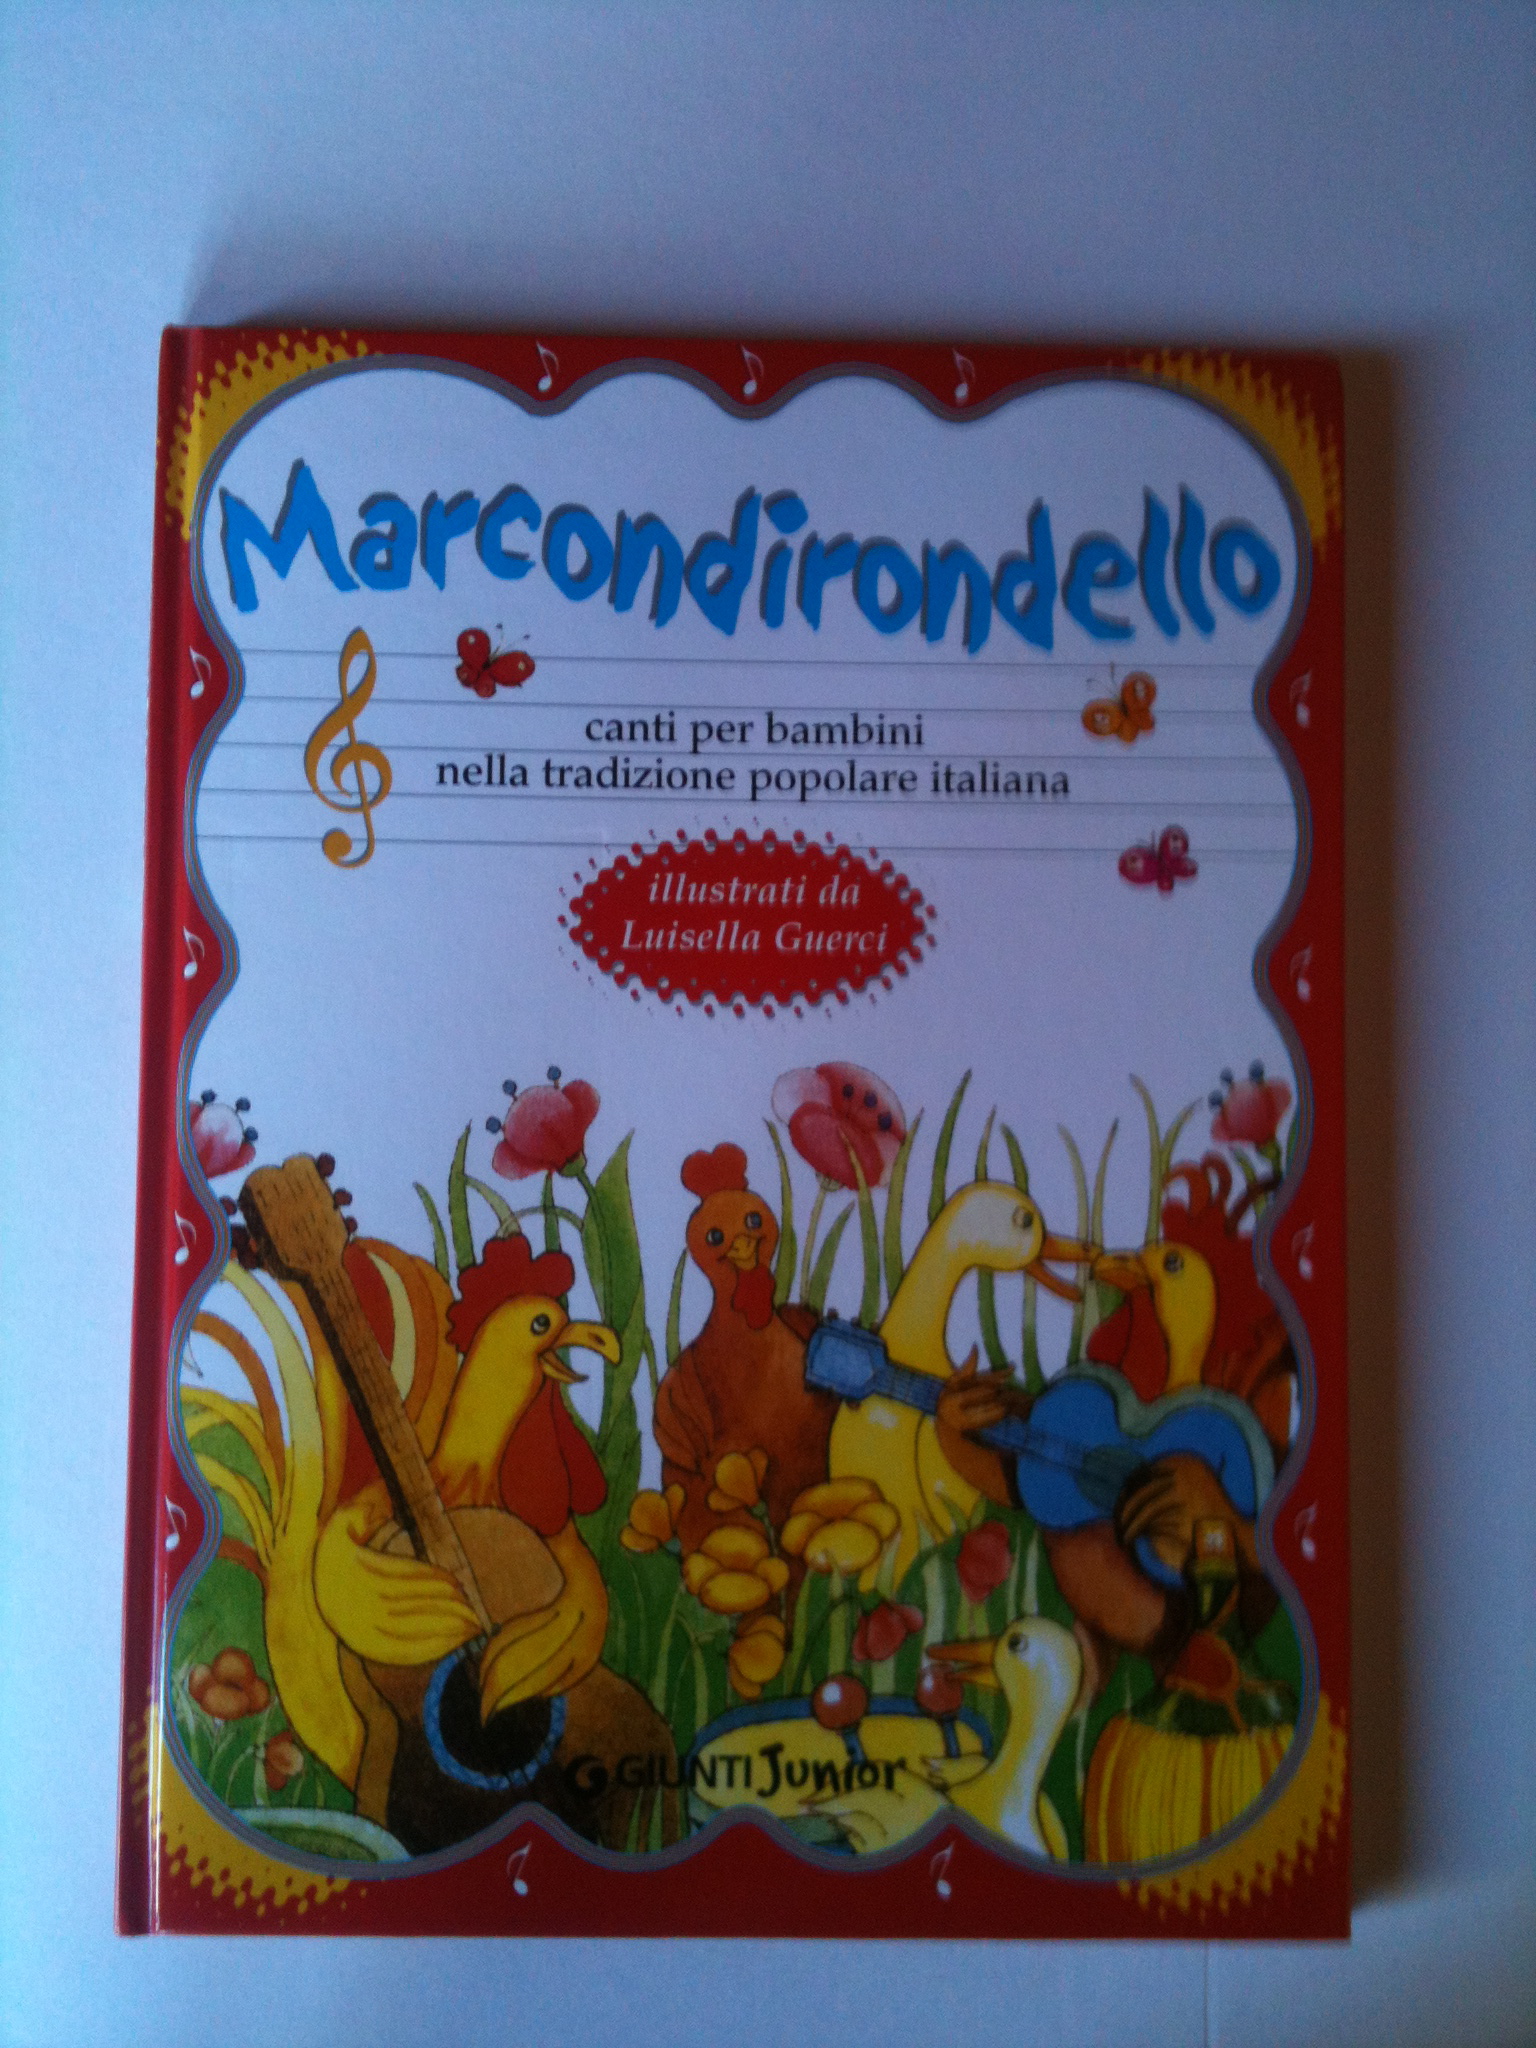 Marcondirondello
canti per bambini
nella tradizione popolare italiana
illustrati da
Luisella Guerci
GIUNTI Junior